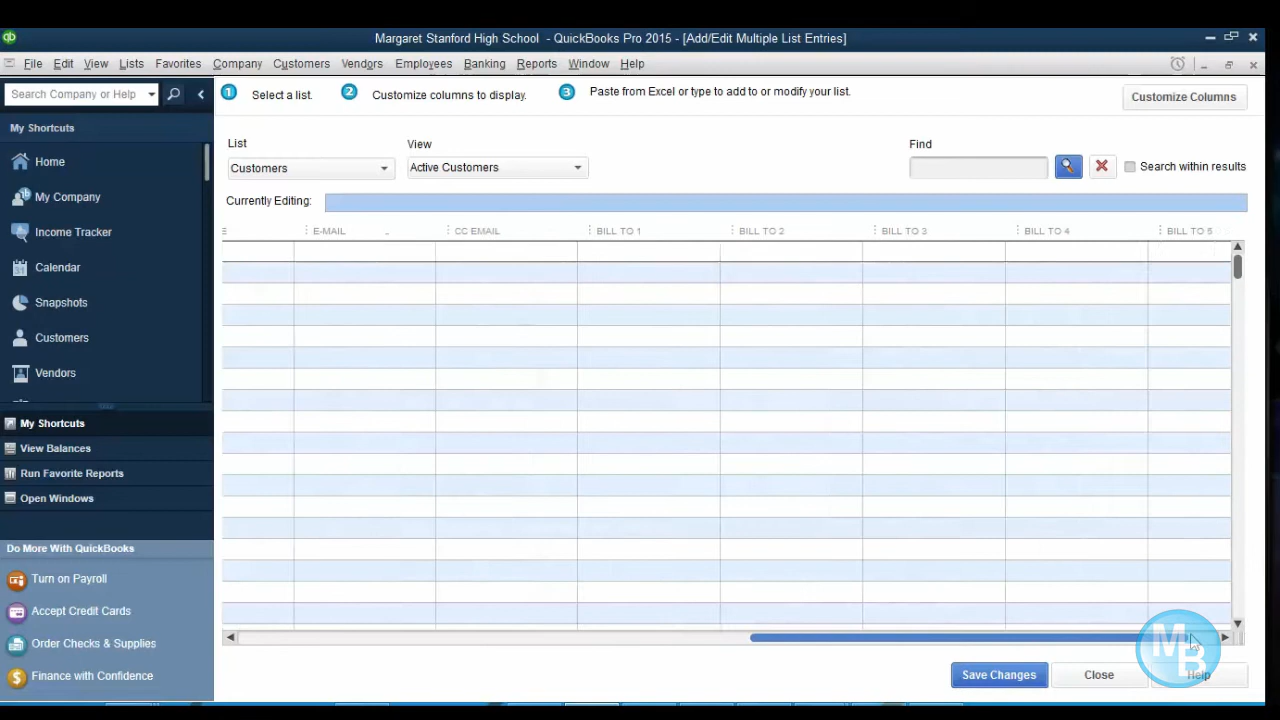 qb
Margaret Stanford High School - QuickBooks Pro 2015 - [Add/Edit Multiple List Entries]
File Edit View Lists Favorites Company Customers Vendors Employees Banking Reports Window Help
Search Company or Help
1 Select a list.
2 Customize columns to display.
3 Paste from Excel or type to add to or modify your list.
Customize Columns
My Shortcuts
Home
My Company
Income Tracker
Calendar
Snapshots
Customers
Vendors
My Shortcuts
View Balances
Run Favorite Reports
Open Windows
Do More With QuickBooks
Turn on Payroll
Accept Credit Cards
Order Checks & Supplies
Finance with Confidence
List
View
Find
Customers
Active Customers
Search within results
Currently Editing:
E-MAIL CC EMAIL BILL TO 1 BILL TO 2 BILL TO 3 BILL TO 4 BILL TO 5
Save Changes
Close
Help
MB